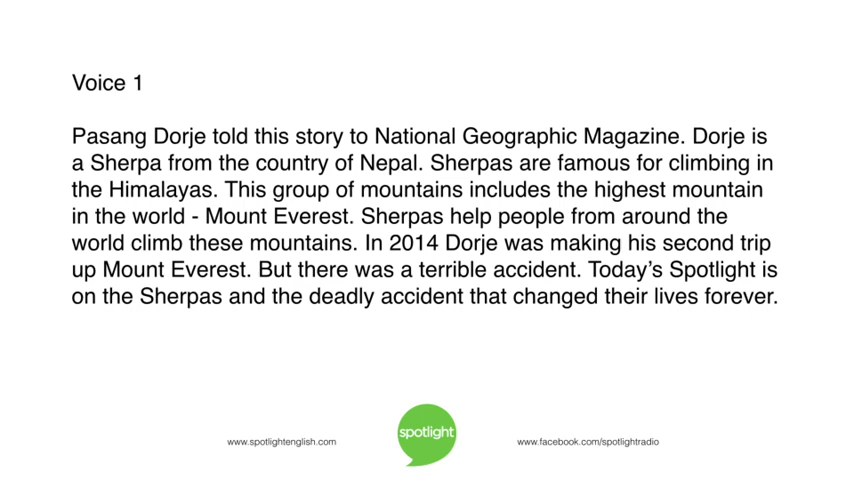 Voice 1
Pasang Dorje told this story to National Geographic Magazine. Dorje is
a Sherpa from the country of Nepal. Sherpas are famous for climbing in
the Himalayas. This group of mountains includes the highest mountain
in the world - Mount Everest. Sherpas help people from around the
world climb these mountains. In 2014 Dorje was making his second trip
up Mount Everest. But there was a terrible accident. Today’s Spotlight is
on the Sherpas and the deadly accident that changed their lives forever.
spotlight
www.spotlightenglish.com
www.facebook.com/spotlightradio